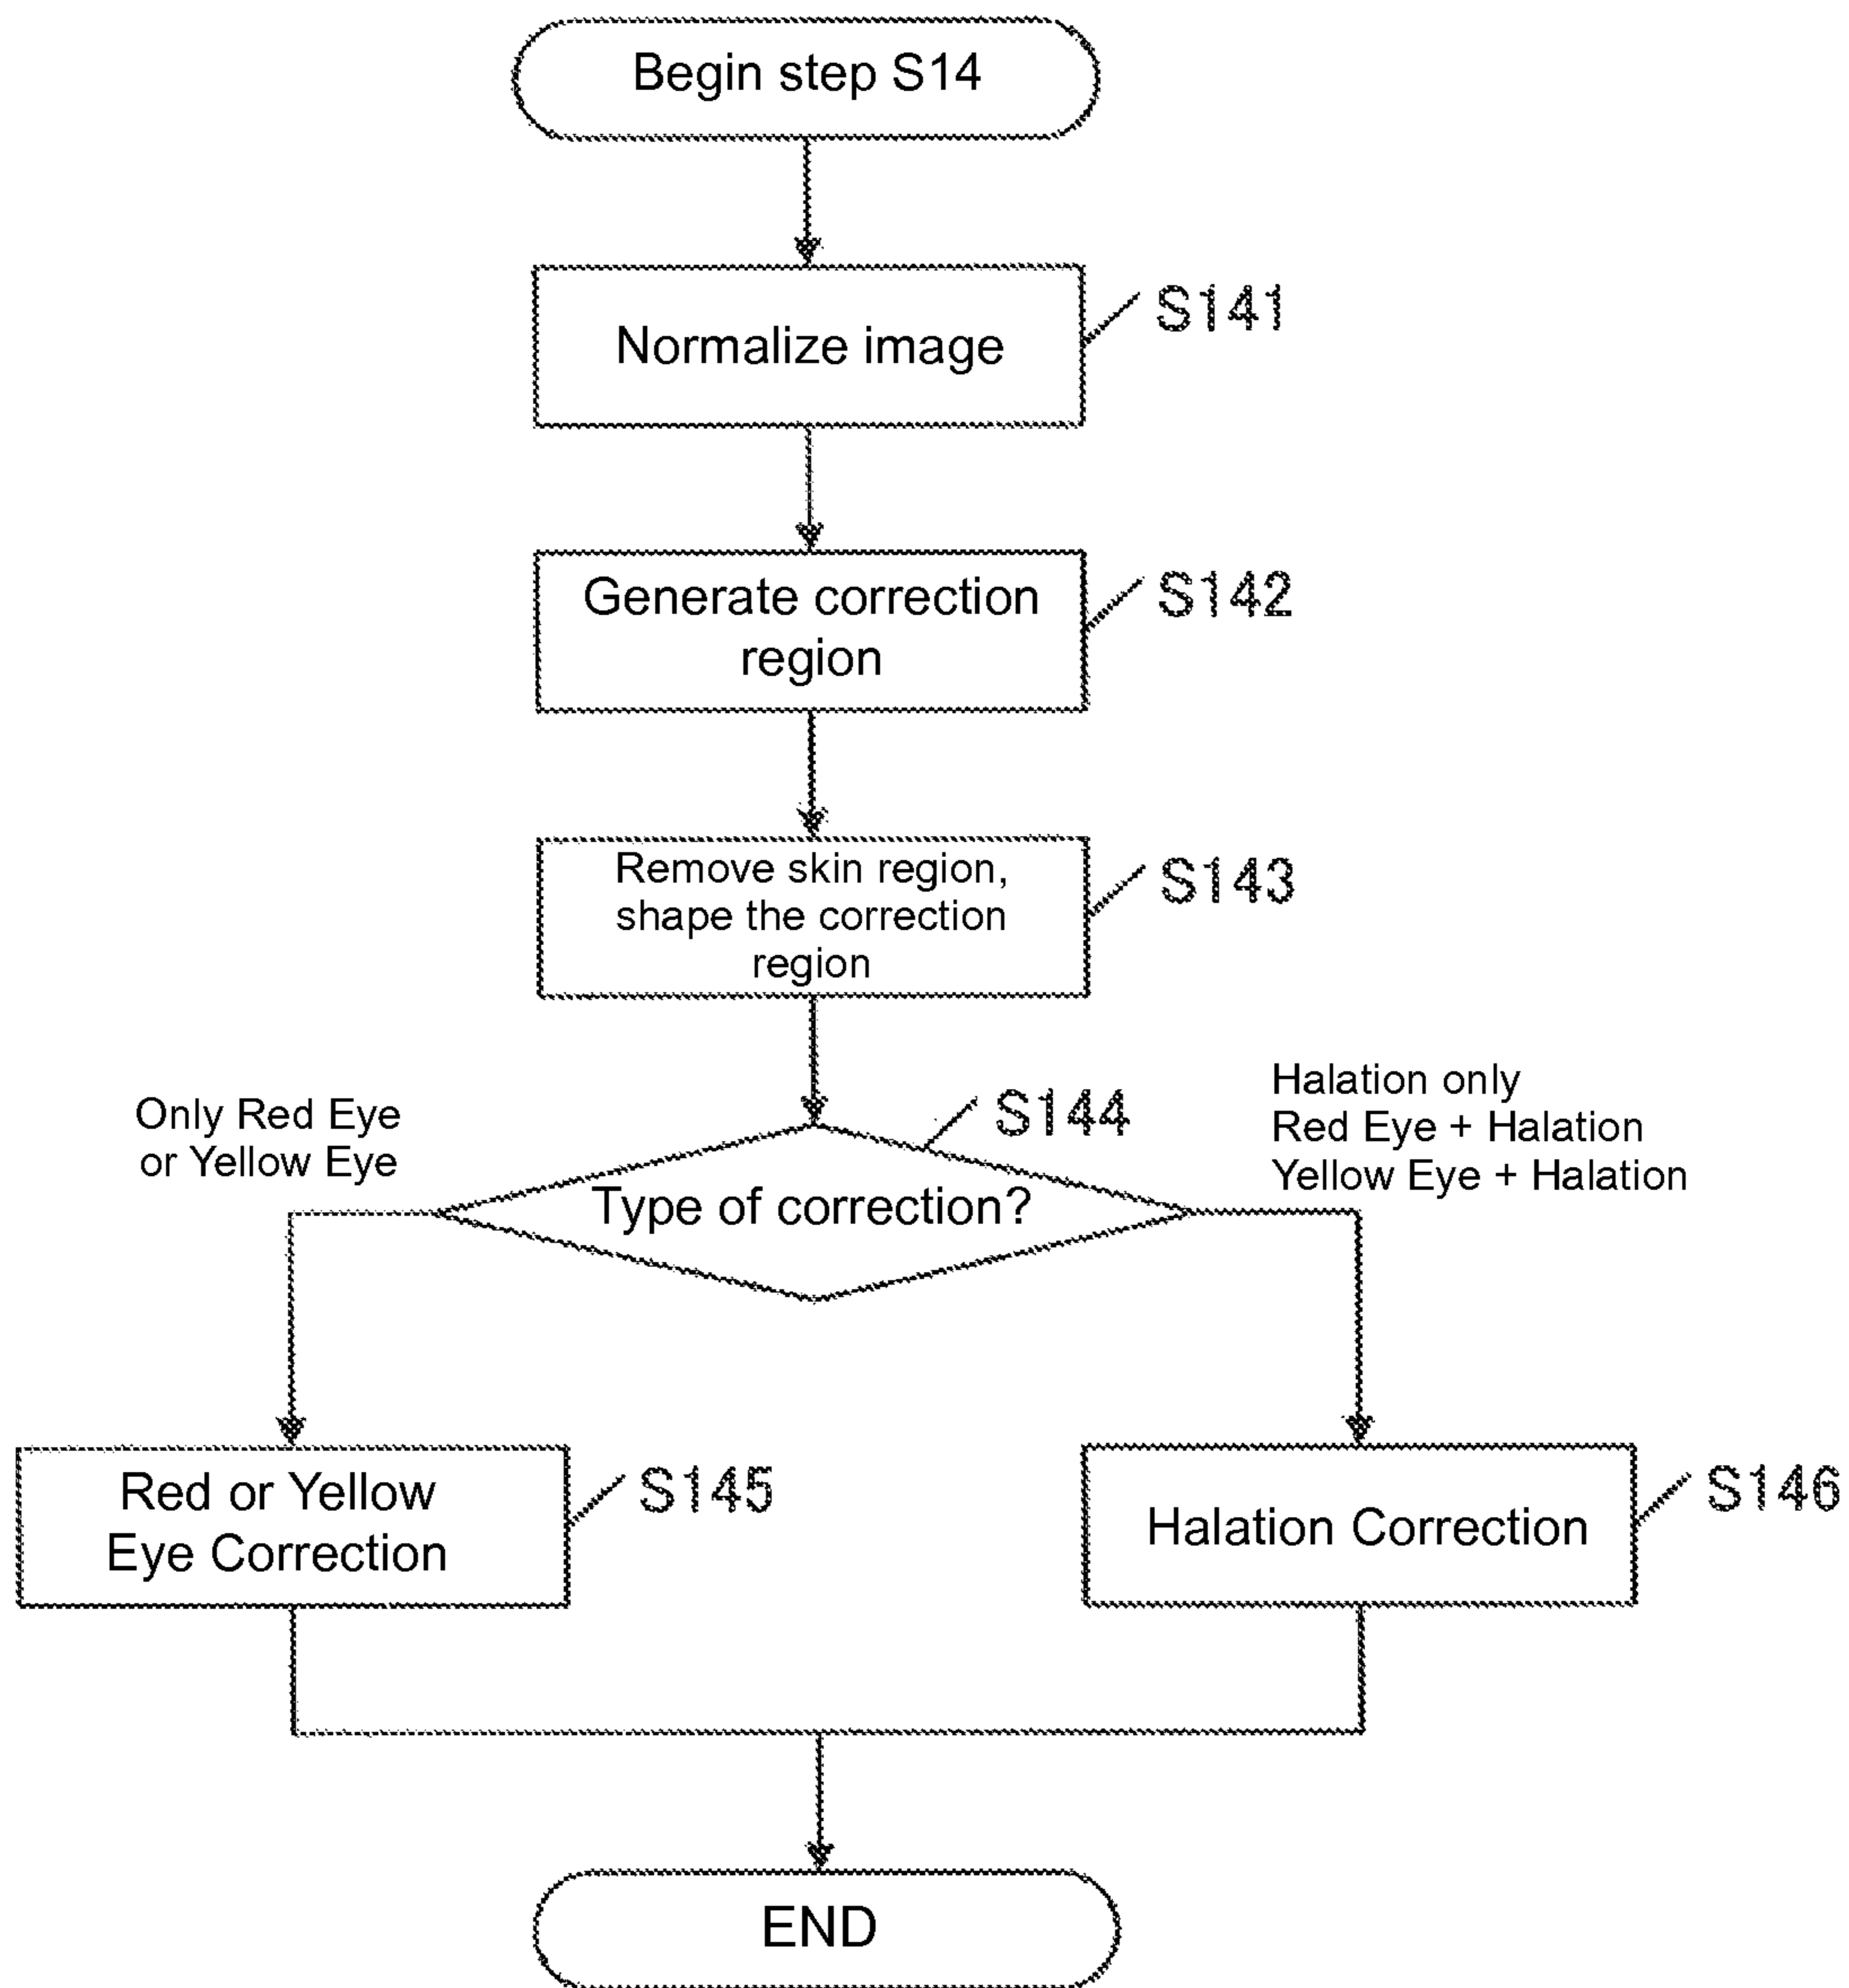 Begin step S14
Normalize image
S141
Generate correction
region
S142
Remove skin region,
shape the correction
region
S143
Only Red Eye
or Yellow Eye
S144
Halation only
Red Eye + Halation
Yellow Eye + Halation
Type of correction?
Red or Yellow
Eye Correction
S145
Halation Correction
S146
END